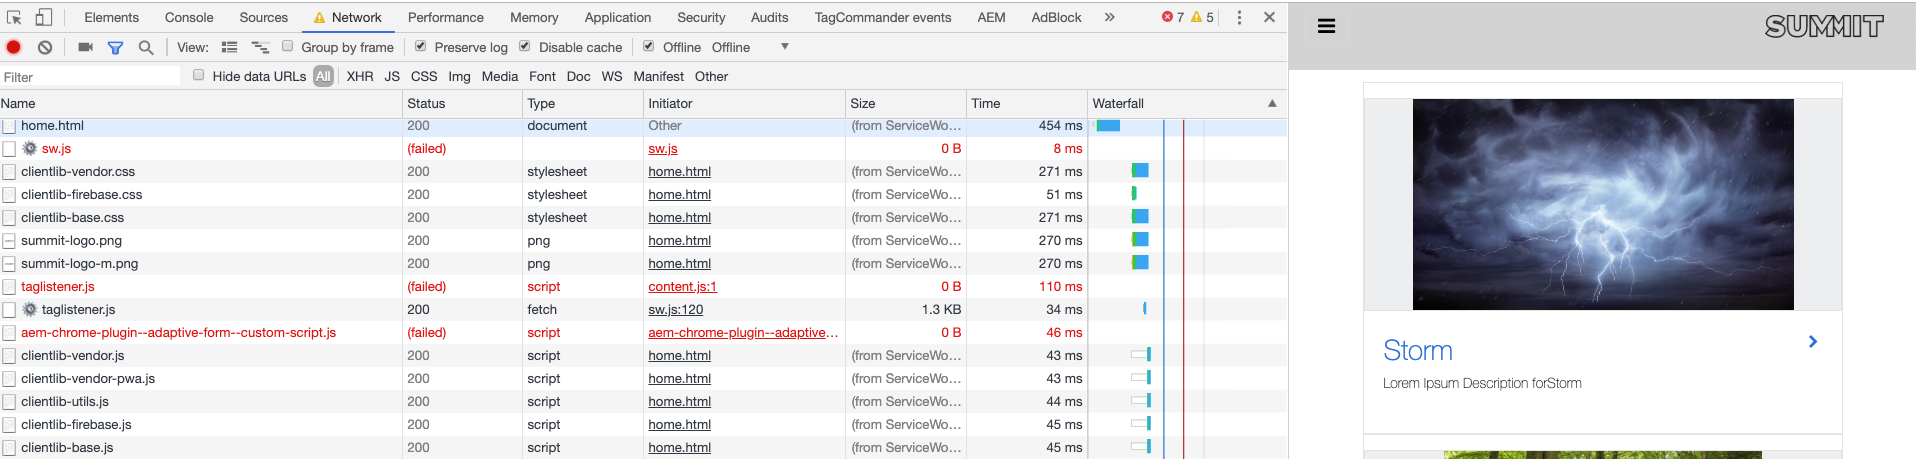 Elements Console Sources Network Performance Memory Application Security Audits TagCommander events AEM AdBlock » 7 5
View: Group by frame Preserve log Disable cache Offline Offline
Filter Hide data URLs All XHR JS CSS Img Media Font Doc WS Manifest Other
Name Status Type Initiator Size Time Waterfall
home.html 200 document Other (from ServiceWo... 454 ms
sw.js (failed) sw.js 0 B 8 ms
clientlib-vendor.css 200 stylesheet home.html (from ServiceWo... 271 ms
clientlib-firebase.css 200 stylesheet home.html (from ServiceWo... 51 ms
clientlib-base.css 200 stylesheet home.html (from ServiceWo... 271 ms
summit-logo.png 200 png home.html (from ServiceWo... 270 ms
summit-logo-m.png 200 png home.html (from ServiceWo... 270 ms
taglistener.js (failed) script content.js:1 0 B 110 ms
taglistener.js 200 fetch sw.js:120 1.3 KB 34 ms
aem-chrome-plugin--adaptive-form--custom-script.js (failed) script aem-chrome-plugin--adaptive... 0 B 46 ms
clientlib-vendor.js 200 script home.html (from ServiceWo... 43 ms
clientlib-vendor-pwa.js 200 script home.html (from ServiceWo... 43 ms
clientlib-utils.js 200 script home.html (from ServiceWo... 44 ms
clientlib-firebase.js 200 script home.html (from ServiceWo... 45 ms
clientlib-base.js 200 script home.html (from ServiceWo... 45 ms
SUMMIT
Storm
Lorem Ipsum Description forStorm